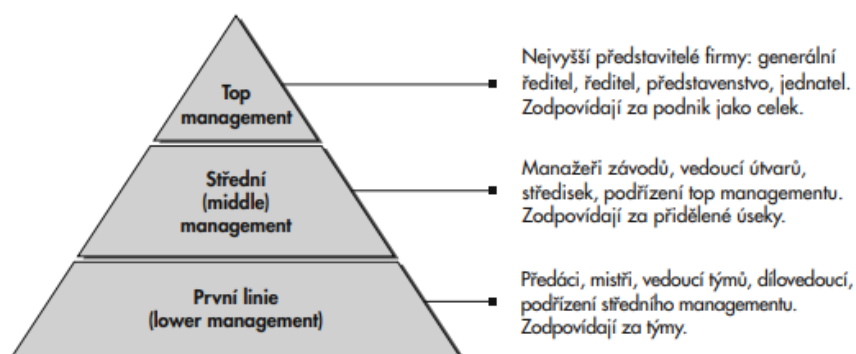 Top
management
Nejvyšší představitelé firmy: generální
ředitel, ředitel, představenstvo, jednatel.
Zodpovídají za podnik jako celek.
Střední
(middle)
management
Manažeři závodů, vedoucí útvarů,
středisek, podřízení top managementu.
Zodpovídají za přidělené úseky.
První linie
(lower management)
Předáci, mistři, vedoucí týmů, dílovedoucí,
podřízení středního managementu.
Zodpovídají za týmy.